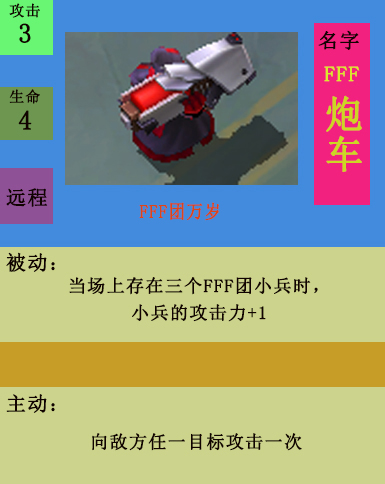 攻击
3
生命
4
远程
名字
FFF
炮车
FFF团万岁
被动：
当场上存在三个FFF团小兵时，
小兵的攻击力+1
主动：
向敌方任一目标攻击一次